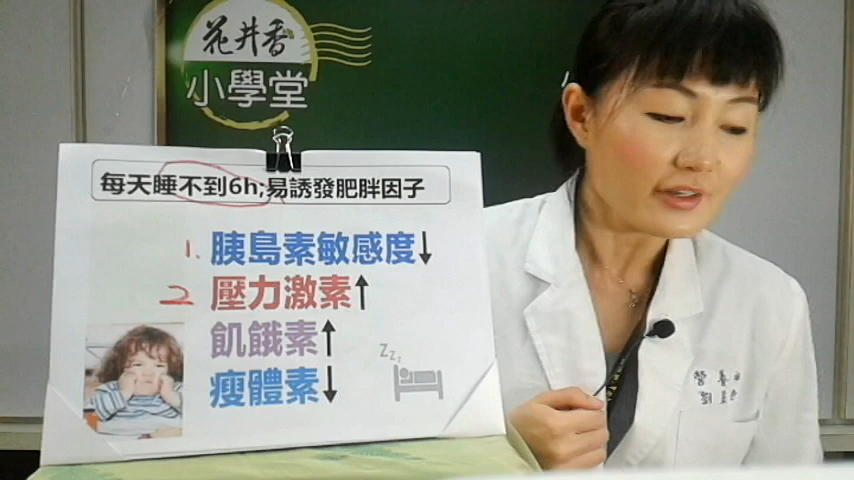 花井香
小學堂
每天睡不到6h;易誘發肥胖因子
1. 胰島素敏感度↓
2. 壓力激素↑
飢餓素↑
瘦體素↓
ZZZ